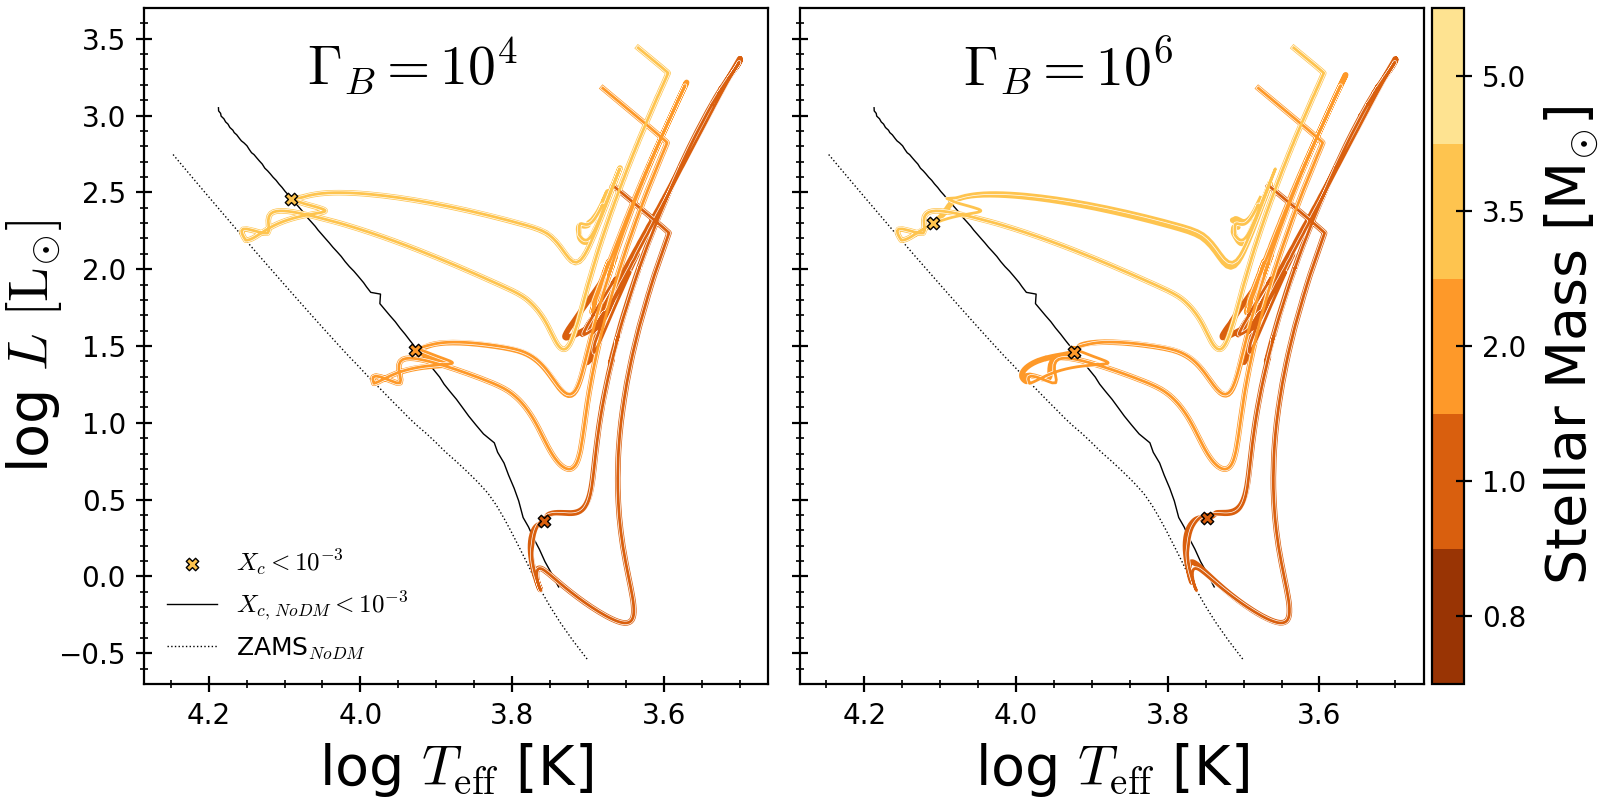 Γ_B = 10^4
Γ_B = 10^6
log L [L_⊙]
3.5
3.0
2.5
2.0
1.5
1.0
0.5
0.0
−0.5
X_c < 10^−3
X_c, NoDM < 10^−3
ZAMS_NoDM
4.2
4.0
3.8
3.6
log T_eff [K]
4.2
4.0
3.8
3.6
log T_eff [K]
5.0
3.5
2.0
1.0
0.8
Stellar Mass [M_⊙]